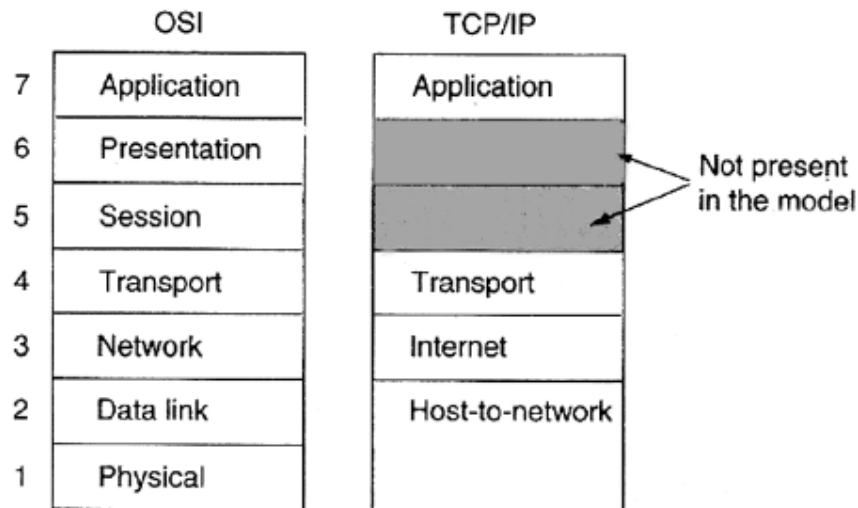 OSI
TCP/IP
7 Application Application
6 Presentation
Not present
in the model
5 Session
4 Transport Transport
3 Network Internet
2 Data link Host-to-network
1 Physical